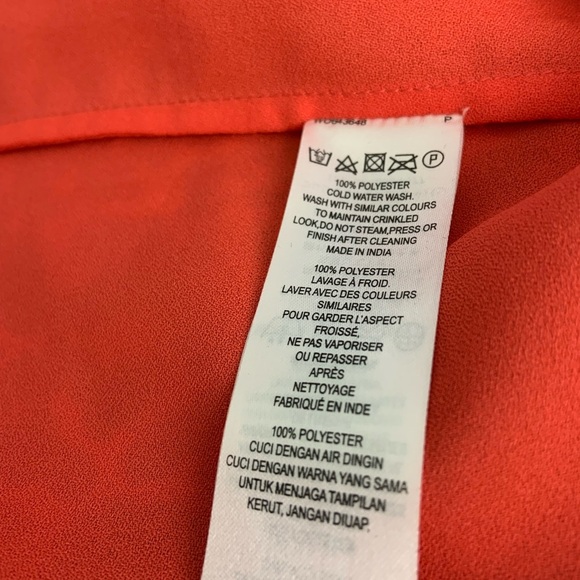 P
P
100% POLYESTER
COLD WATER WASH.
WASH WITH SIMILAR COLOURS
TO MAINTAIN CRINKLED
LOOK,DO NOT STEAM,PRESS OR
FINISH AFTER CLEANING
MADE IN INDIA
100% POLYESTER
LAVAGE À FROID.
LAVER AVEC DES COULEURS
SIMILAIRES
POUR GARDER L'ASPECT
FROISSÉ,
NE PAS VAPORISER
OU REPASSER
APRÈS
NETTOYAGE
FABRIQUÉ EN INDE
100% POLYESTER
CUCI DENGAN AIR DINGIN
CUCI DENGAN WARNA YANG SAMA
UNTUK MENJAGA TAMPILAN
KERUT, JANGAN DIUAP.